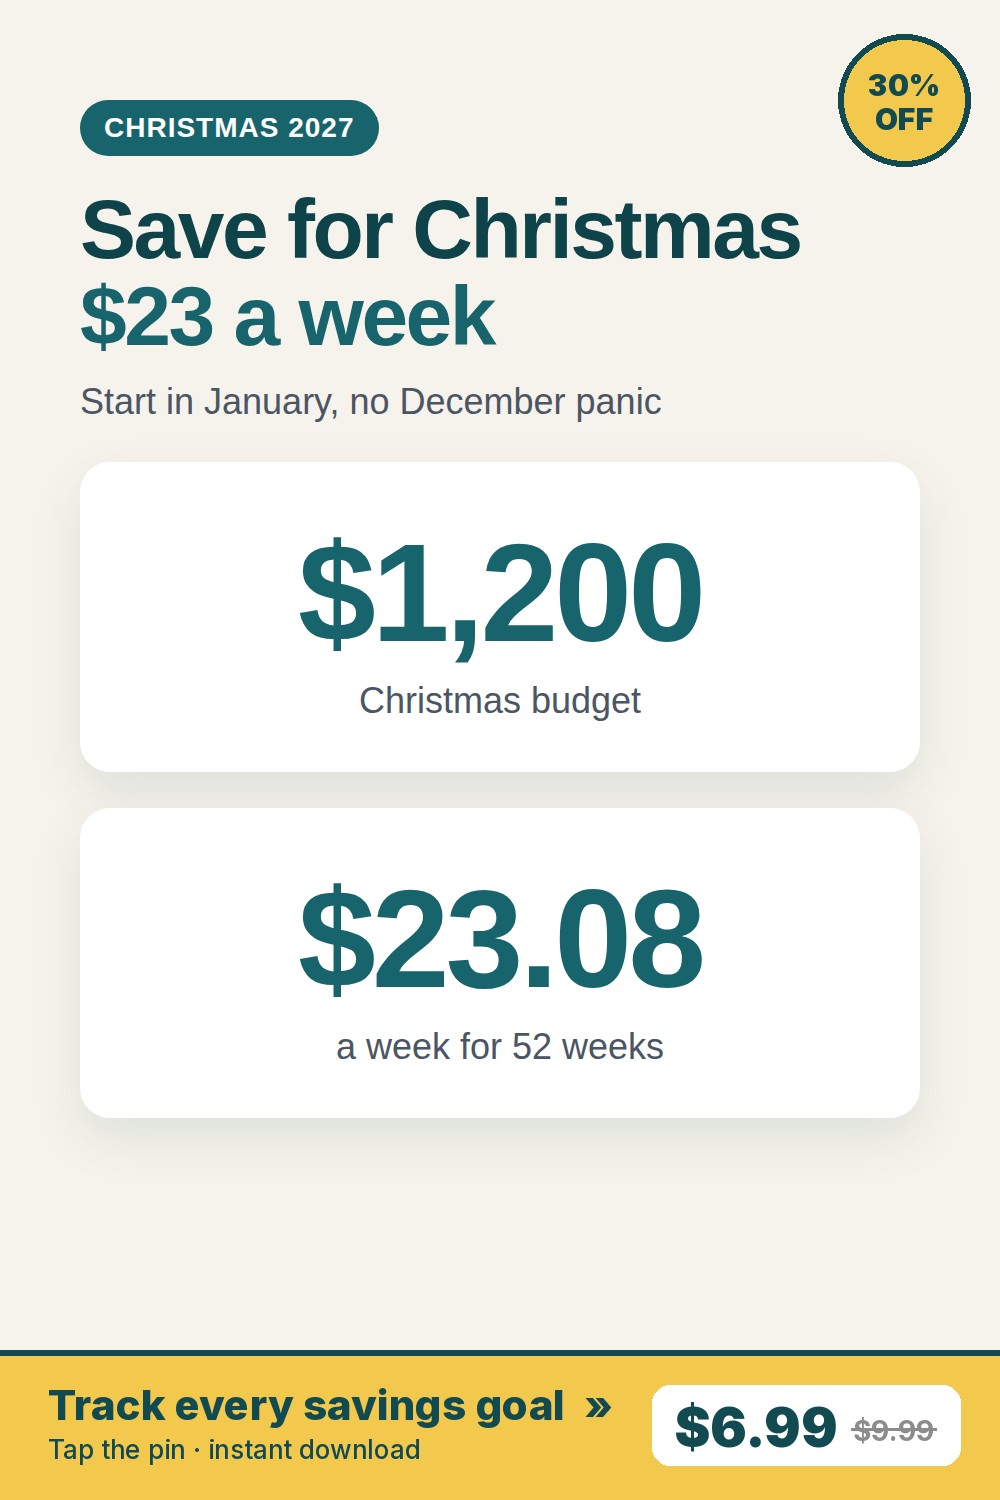 30%
OFF
CHRISTMAS 2027
Save for Christmas
$23 a week
Start in January, no December panic
$1,200
Christmas budget
$23.08
a week for 52 weeks
Track every savings goal »
Tap the pin · instant download
$6.99 $9.99